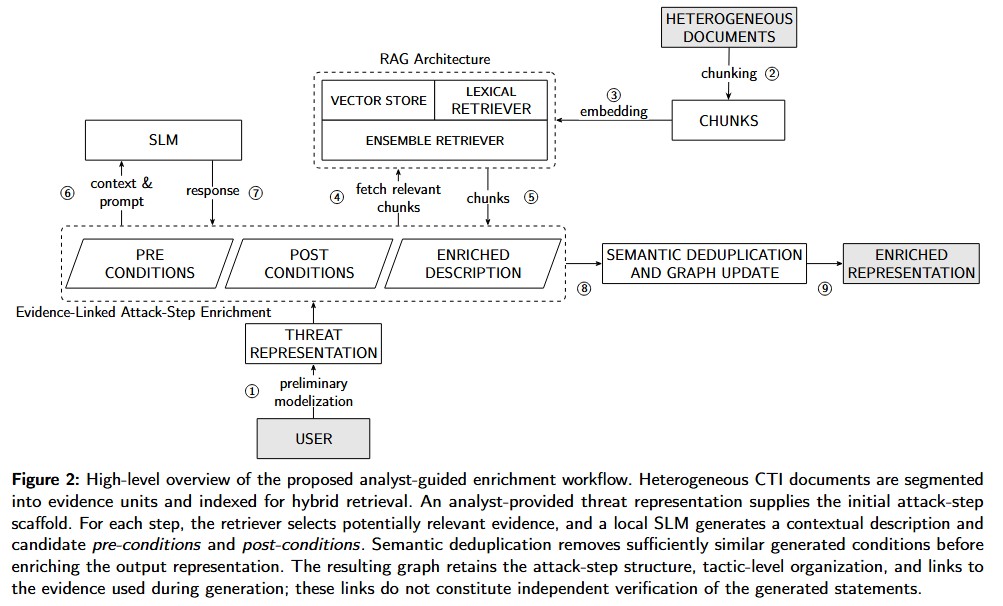 HETEROGENEOUS
DOCUMENTS
RAG Architecture
chunking ②
VECTOR STORE
LEXICAL
RETRIEVER
③
embedding
CHUNKS
ENSEMBLE RETRIEVER
SLM
⑥
context &
prompt
response ⑦
④
fetch relevant
chunks
chunks ⑤
PRE
CONDITIONS
POST
CONDITIONS
ENRICHED
DESCRIPTION
SEMANTIC DEDUPLICATION
AND GRAPH UPDATE
ENRICHED
REPRESENTATION
⑧
⑨
Evidence-Linked Attack-Step Enrichment
THREAT
REPRESENTATION
①
preliminary
modelization
USER
Figure 2: High-level overview of the proposed analyst-guided enrichment workflow. Heterogeneous CTI documents are segmented
into evidence units and indexed for hybrid retrieval. An analyst-provided threat representation supplies the initial attack-step
scaffold. For each step, the retriever selects potentially relevant evidence, and a local SLM generates a contextual description and
candidate pre-conditions and post-conditions. Semantic deduplication removes sufficiently similar generated conditions before
enriching the output representation. The resulting graph retains the attack-step structure, tactic-level organization, and links to
the evidence used during generation; these links do not constitute independent verification of the generated statements.